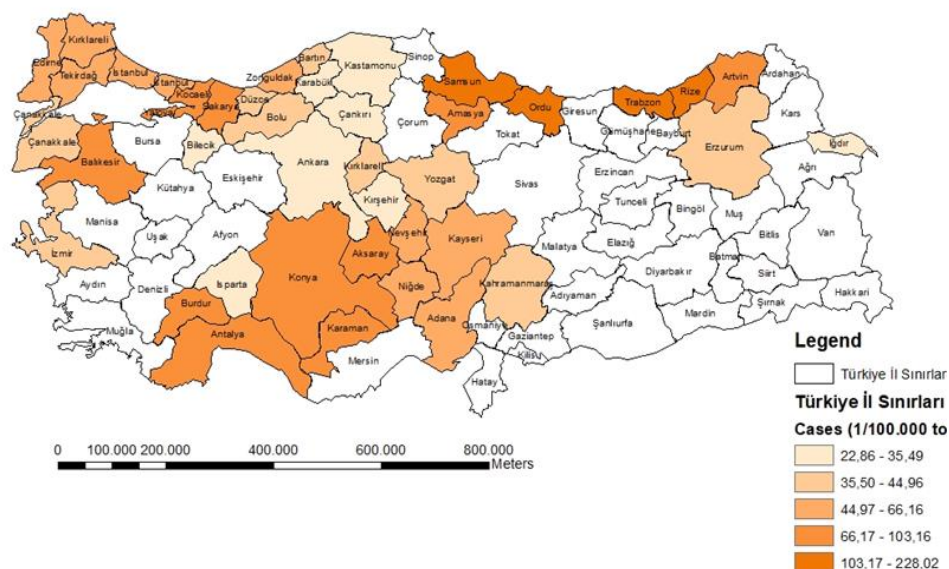 Kırklareli
Edirne
Tekirdağ
İstanbul
İstanbul
Kocaeli
Yalova
Sakarya
Düzce
Zonguldak
Bartın
Karabük
Kastamonu
Sinop
Samsun
Ordu
Giresun
Trabzon
Rize
Artvin
Ardahan
Kars
Çanakkale
Çanakkale
Balıkesir
Bursa
Bilecik
Bolu
Çankırı
Çorum
Amasya
Tokat
Gümüşhane
Bayburt
Erzurum
Iğdır
Ağrı
Kütahya
Eskişehir
Ankara
Kırklareli
Kırşehir
Yozgat
Sivas
Erzincan
Tunceli
Bingöl
Muş
Bitlis
Van
Manisa
Uşak
Afyon
İzmir
Aydın
Denizli
Isparta
Burdur
Konya
Aksaray
Nevşehir
Kayseri
Niğde
Malatya
Elazığ
Diyarbakır
Batman
Siirt
Şırnak
Hakkari
Muğla
Antalya
Karaman
Mersin
Adana
Kahramanmaraş
Adıyaman
Osmaniye
Gaziantep
Kilisu
Şanlıurfa
Mardin
Hatay
Legend
Türkiye İl Sınırlar
Türkiye İl Sınırları
Cases (1/100.000 to
22,86 - 35,49
35,50 - 44,96
44,97 - 66,16
66,17 - 103,16
103,17 - 228,02
0 100.000 200.000 400.000 600.000 800.000
Meters